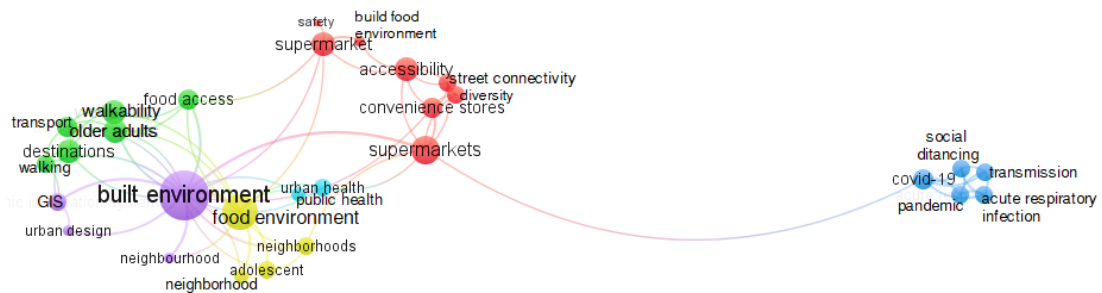 safety
build food
environment
supermarket
accessibility
street connectivity
diversity
food access
convenience stores
walkability
transport
older adults
supermarkets
destinations
walking
social
ditancing
covid-19
transmission
pandemic
acute respiratory
infection
built environment
urban health
public health
GIS
food environment
urban design
neighborhoods
neighbourhood
adolescent
neighborhood